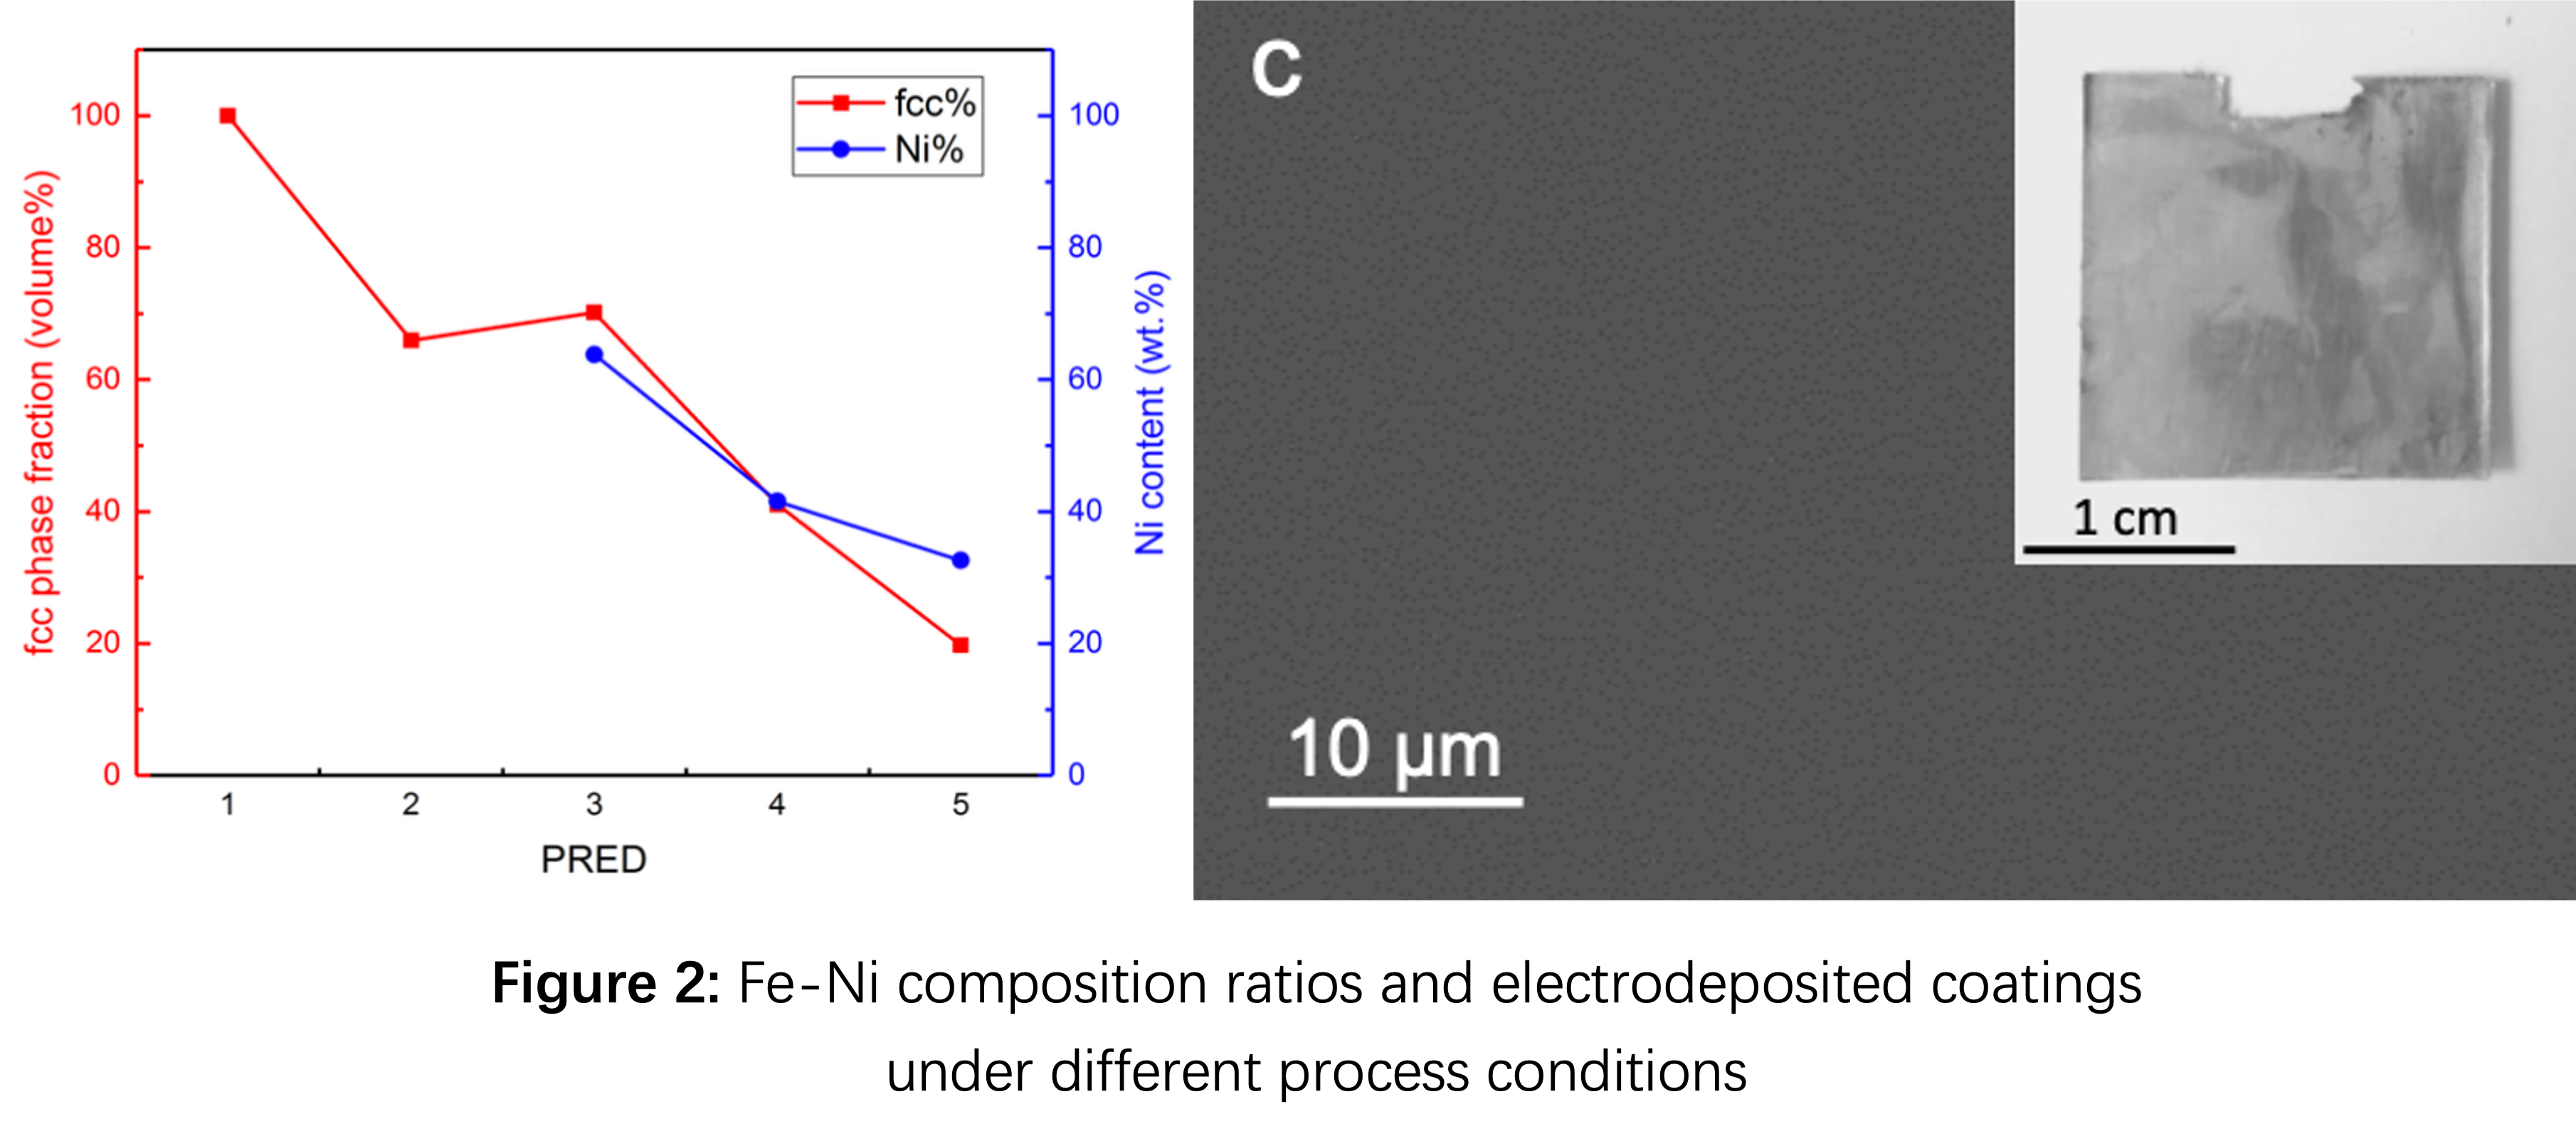 fcc phase fraction (volume%)
100
80
60
40
20
0
fcc%
Ni%
100
80
60
40
20
0
Ni content (wt.%)
1
2
3
4
5
PRED
C
10 µm
1 cm
Figure 2: Fe-Ni composition ratios and electrodeposited coatings
under different process conditions